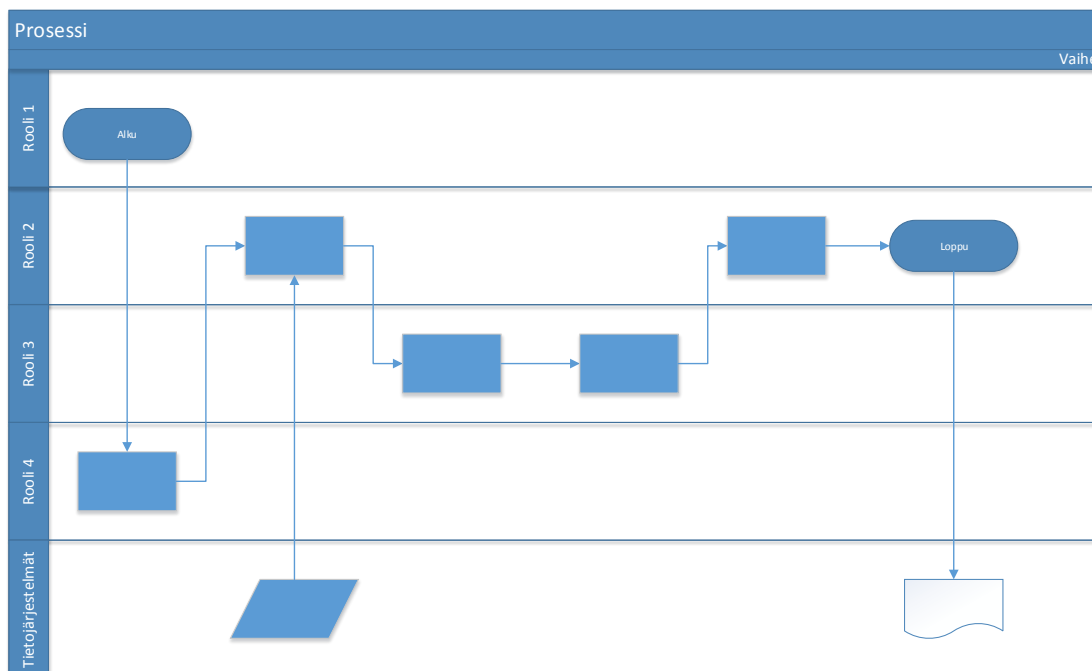 Prosessi
Vaihe
Rooli 1
Alku
Rooli 2
Loppu
Rooli 3
Rooli 4
Tietojärjestelmät